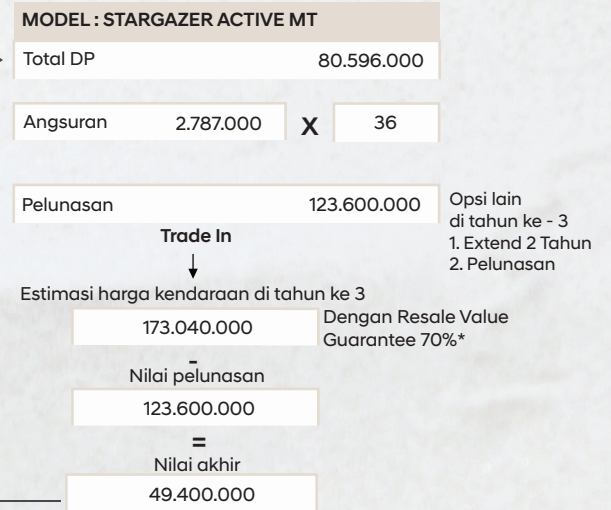 MODEL : STARGAZER ACTIVE MT
Total DP 80.596.000
Angsuran 2.787.000 X 36
Pelunasan 123.600.000
Opsi lain
di tahun ke - 3
1. Extend 2 Tahun
2. Pelunasan
Trade In
Estimasi harga kendaraan di tahun ke 3
173.040.000
Dengan Resale Value
Guarantee 70%*
-
Nilai pelunasan
123.600.000
=
Nilai akhir
49.400.000